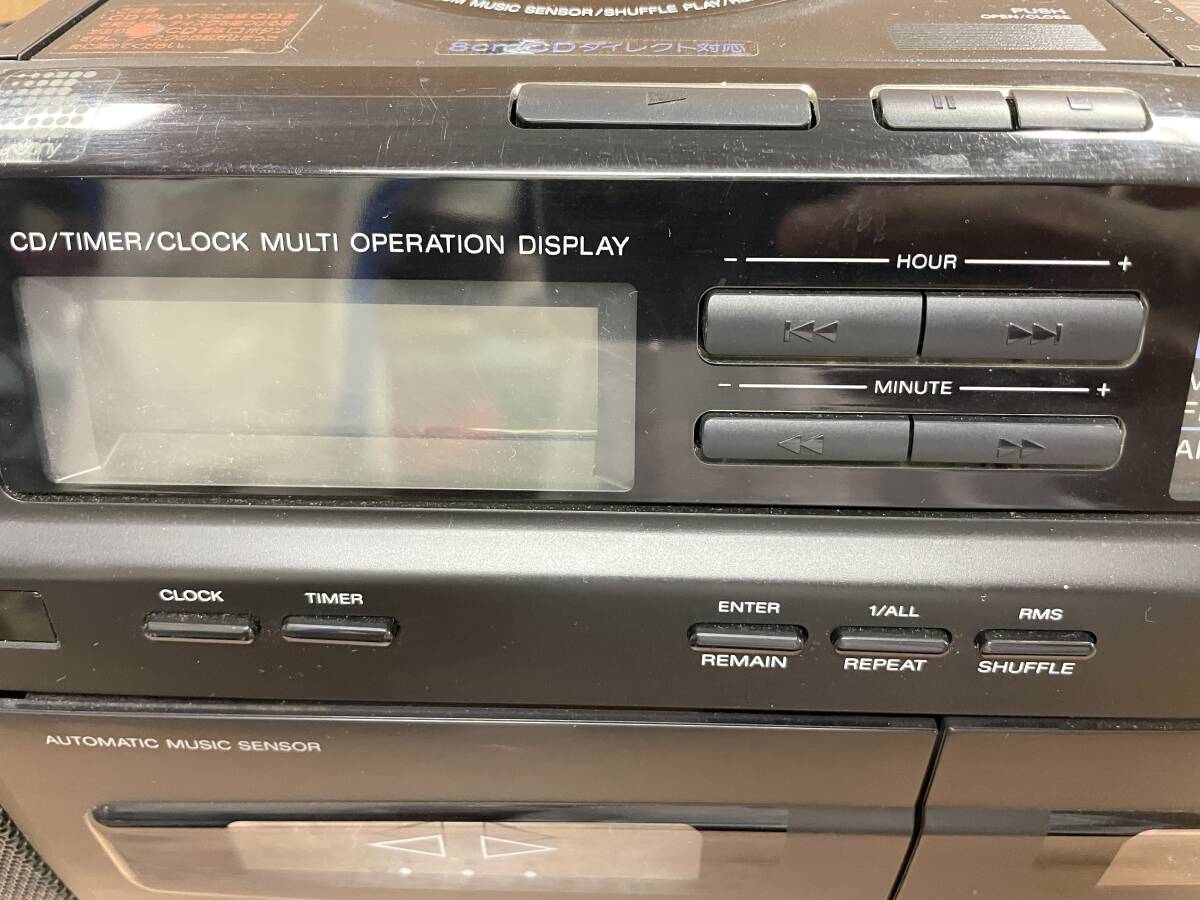 MUSIC SENSOR/SHUFFLE PLAY/
PUSH
OPEN/CLOSE
8cmCDダイレクト対応
CD/TIMER/CLOCK MULTI OPERATION DISPLAY
- HOUR +
- MINUTE +
CLOCK
TIMER
ENTER
1/ALL
RMS
REMAIN
REPEAT
SHUFFLE
AUTOMATIC MUSIC SENSOR